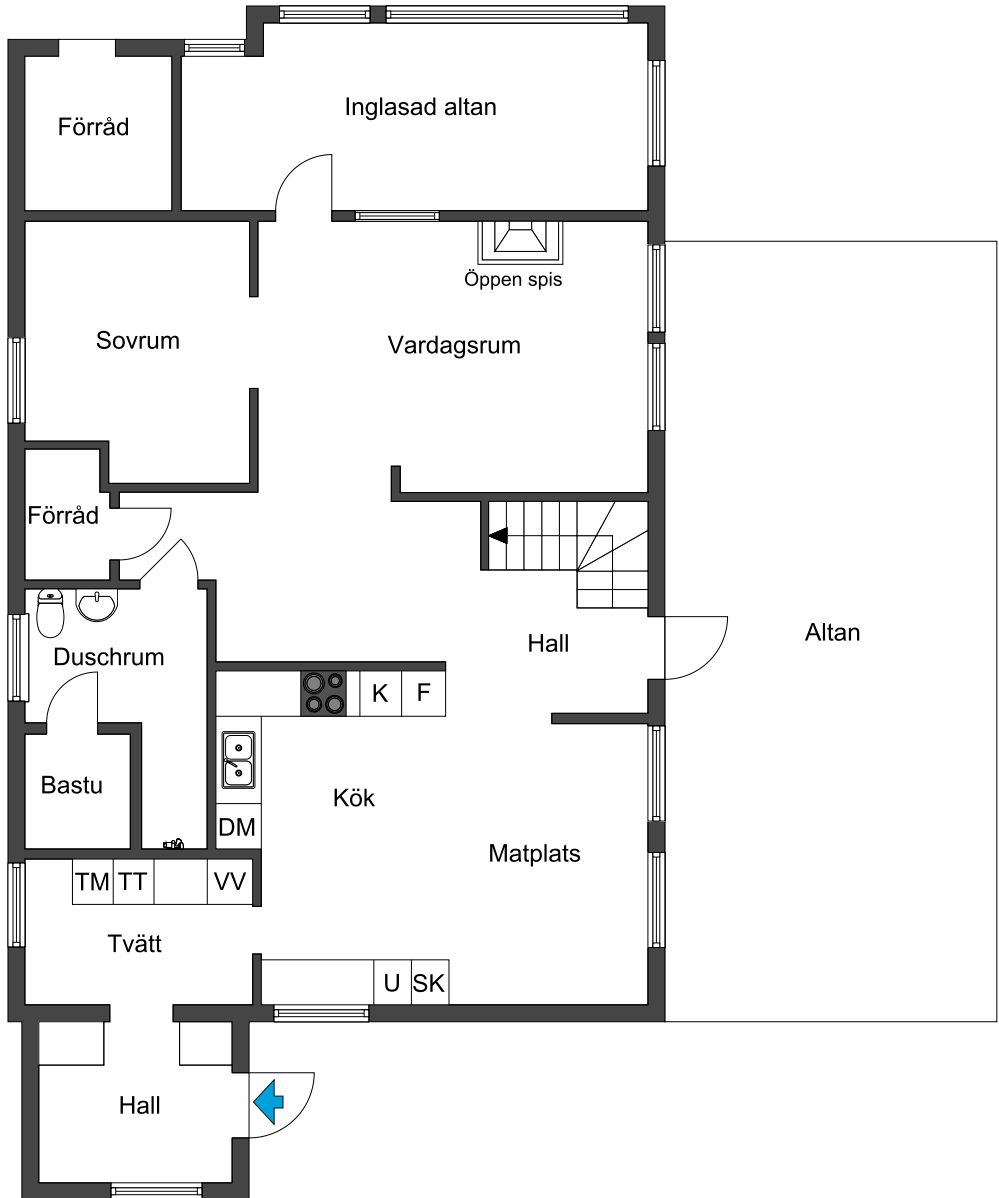 Inglasad altan
Förråd
Öppen spis
Sovrum
Vardagsrum
Förråd
Altan
Hall
Duschrum
K
F
Bastu
Kök
DM
Matplats
TM
TT
VV
Tvätt
U
SK
Hall